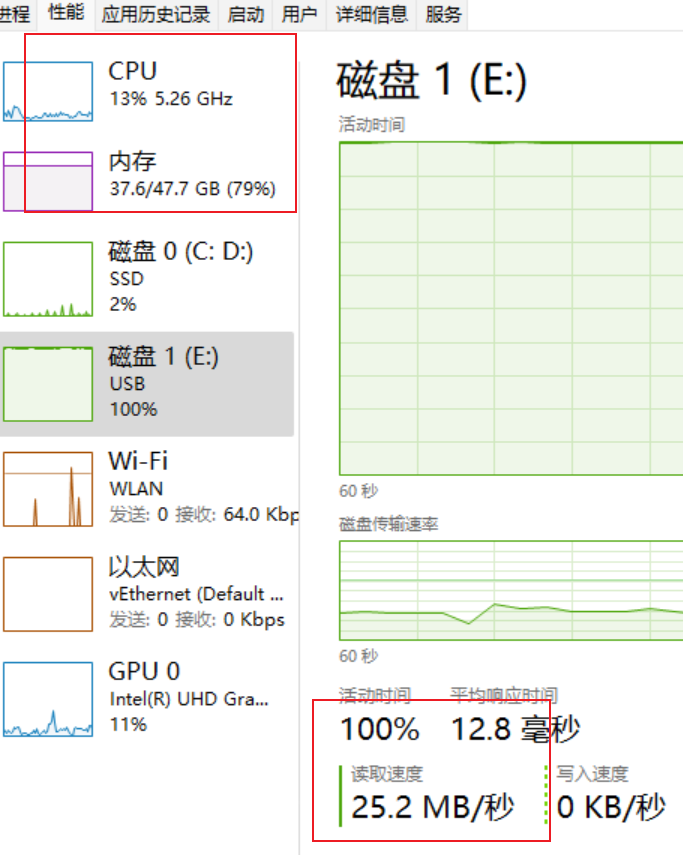 进程 性能 应用历史记录 启动 用户 详细信息 服务
CPU
13% 5.26 GHz
内存
37.6/47.7 GB (79%)
磁盘 0 (C: D:)
SSD
2%
磁盘 1 (E:)
USB
100%
Wi-Fi
WLAN
发送: 0 接收: 64.0 Kbp
以太网
vEthernet (Default ...
发送: 0 接收: 0 Kbps
GPU 0
Intel(R) UHD Gra...
11%
磁盘 1 (E:)
活动时间
60 秒
磁盘传输速率
60 秒
活动时间 平均响应时间
100% 12.8 毫秒
读取速度 写入速度
25.2 MB/秒 0 KB/秒